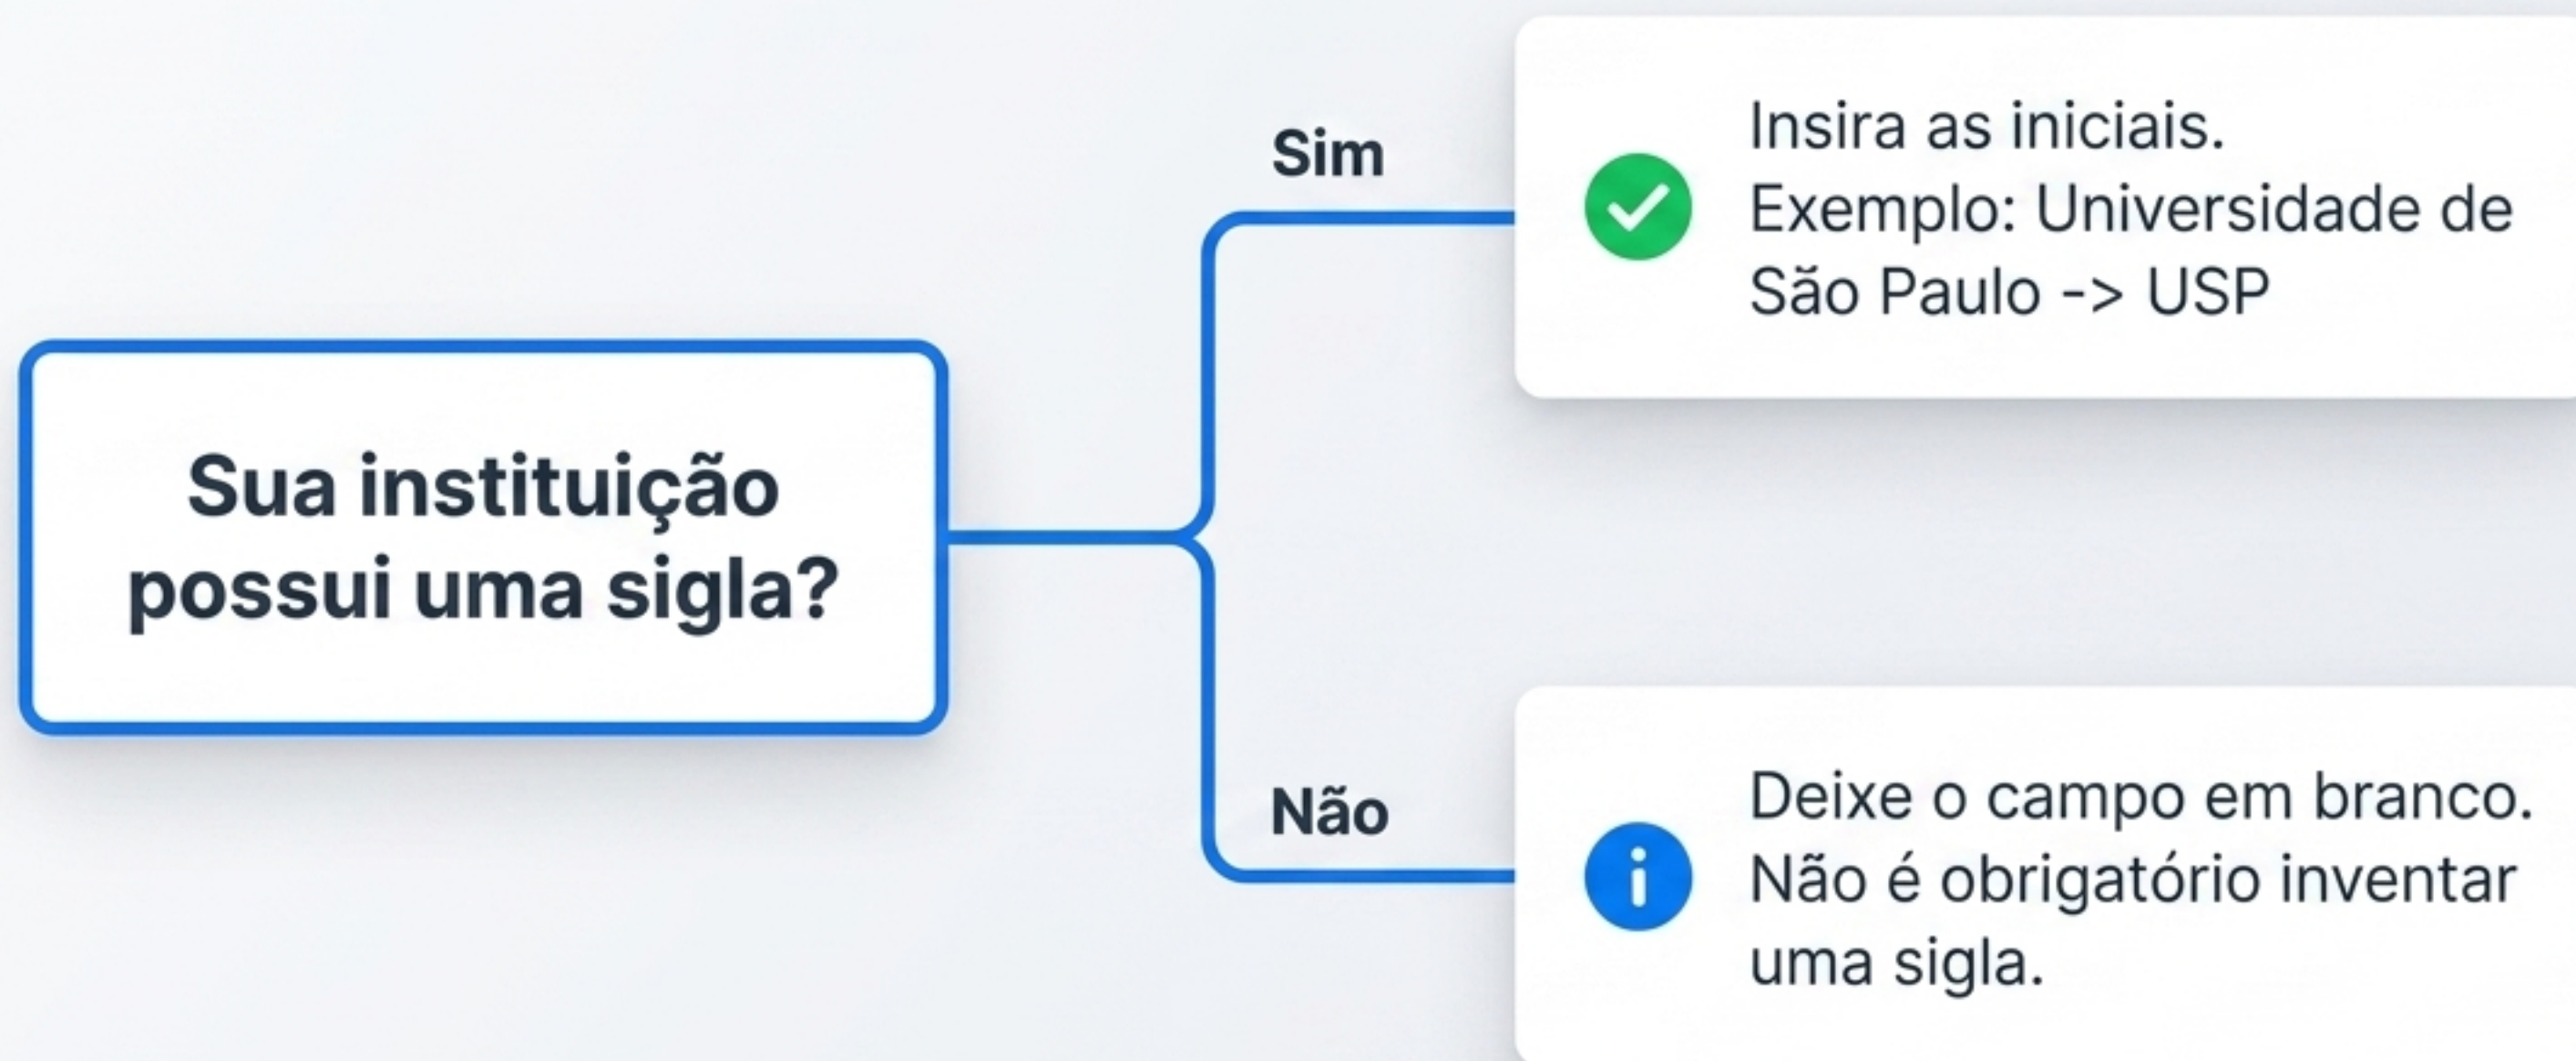 Sua instituição
possui uma sigla?
Sim
Insira as iniciais.
Exemplo: Universidade de
São Paulo -> USP
Não
Deixe o campo em branco.
Não é obrigatório inventar
uma sigla.